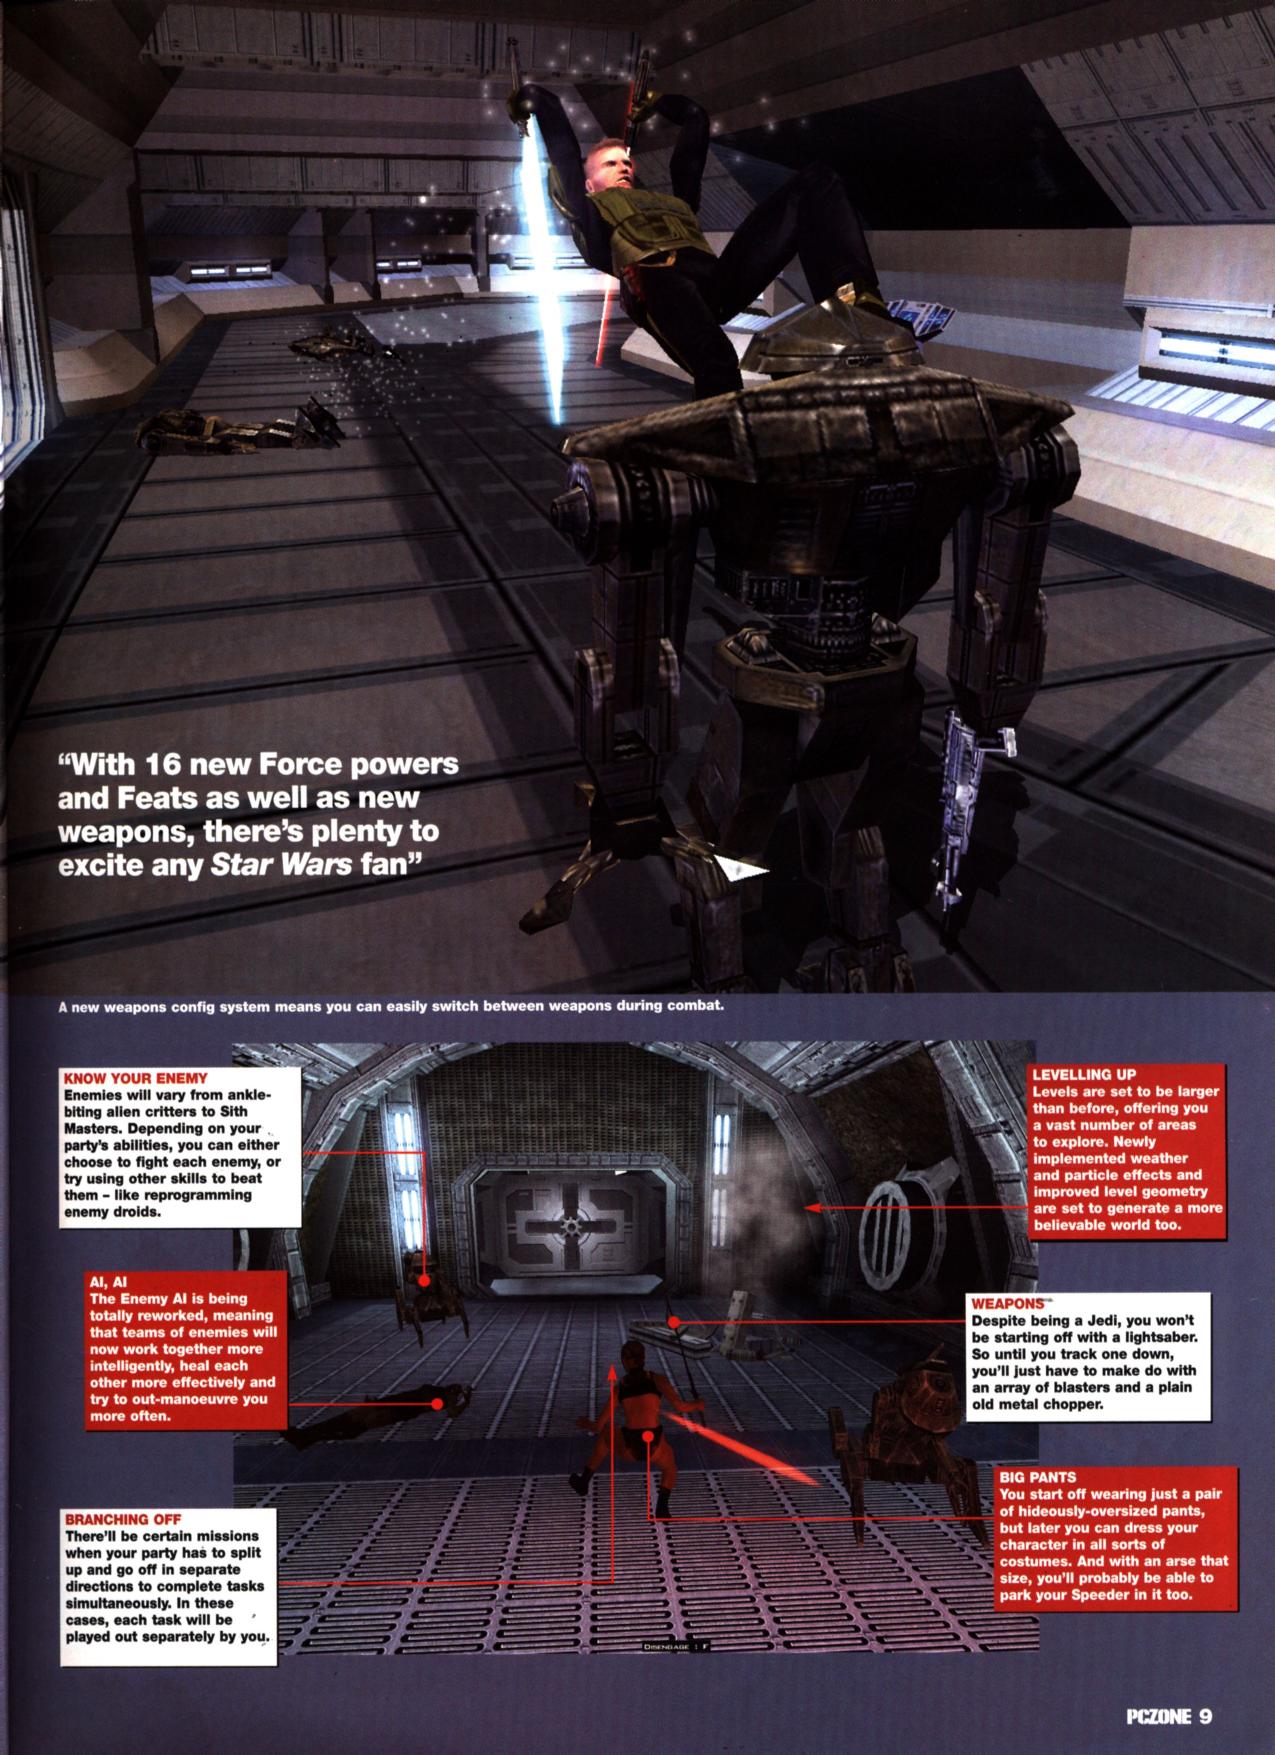 “With 16 new Force powers
and Feats as well as new
weapons, there’s plenty to
excite any Star Wars fan”
A new weapons config system means you can easily switch between weapons during combat.
KNOW YOUR ENEMY
Enemies will vary from ankle-
biting alien critters to Sith
Masters. Depending on your
party’s abilities, you can either
choose to fight each enemy, or
try using other skills to beat
them – like reprogramming
enemy droids.
AI, AI
The Enemy AI is being
totally reworked, meaning
that teams of enemies will
now work together more
intelligently, heal each
other more effectively and
try to out-manoeuvre you
more often.
BRANCHING OFF
There’ll be certain missions
when your party has to split
up and go off in separate
directions to complete tasks
simultaneously. In these
cases, each task will be
played out separately by you.
LEVELLING UP
Levels are set to be larger
than before, offering you
a vast number of areas
to explore. Newly
implemented weather
and particle effects and
improved level geometry
are set to generate a more
believable world too.
WEAPONS
Despite being a Jedi, you won’t
be starting off with a lightsaber.
So until you track one down,
you’ll just have to make do with
an array of blasters and a plain
old metal chopper.
BIG PANTS
You start off wearing just a pair
of hideously-oversized pants,
but later you can dress your
character in all sorts of
costumes. And with an arse that
size, you’ll probably be able to
park your Speeder in it too.
DISENGAGE : F
PCZONE 9